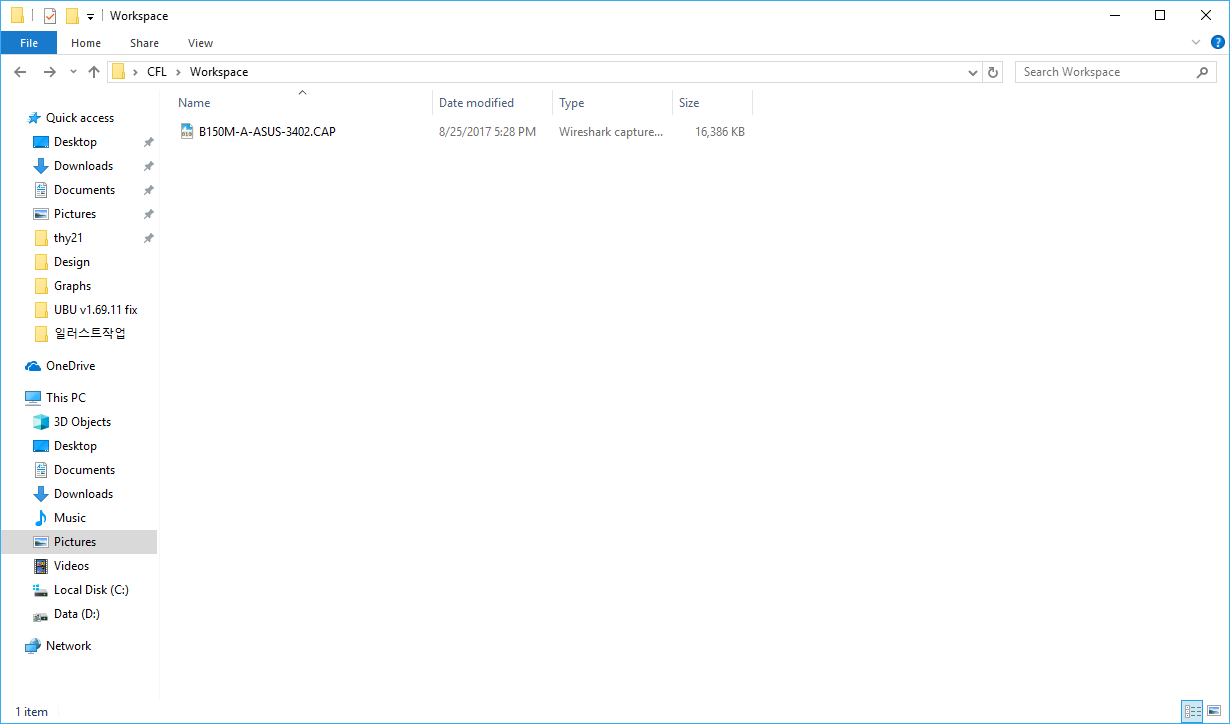 Workspace
File Home Share View
CFL Workspace Search Workspace
Name Date modified Type Size
B150M-A-ASUS-3402.CAP 8/25/2017 5:28 PM Wireshark capture... 16,386 KB
Quick access
Desktop
Downloads
Documents
Pictures
thy21
Design
Graphs
UBU v1.69.11 fix
일러스트작업
OneDrive
This PC
3D Objects
Desktop
Documents
Downloads
Music
Pictures
Videos
Local Disk (C:)
Data (D:)
Network
1 item